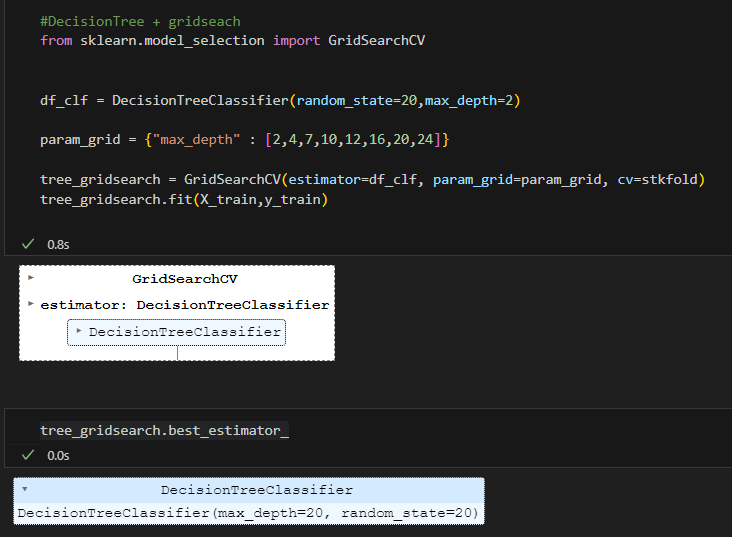 #DecisionTree + gridseach
from sklearn.model_selection import GridSearchCV
df_clf = DecisionTreeClassifier(random_state=20,max_depth=2)
param_grid = {"max_depth" : [2,4,7,10,12,16,20,24]}
tree_gridsearch = GridSearchCV(estimator=df_clf, param_grid=param_grid, cv=stkfold)
tree_gridsearch.fit(X_train,y_train)
0.8s
GridSearchCV
estimator: DecisionTreeClassifier
DecisionTreeClassifier
tree_gridsearch.best_estimator_
0.0s
DecisionTreeClassifier
DecisionTreeClassifier(max_depth=20, random_state=20)